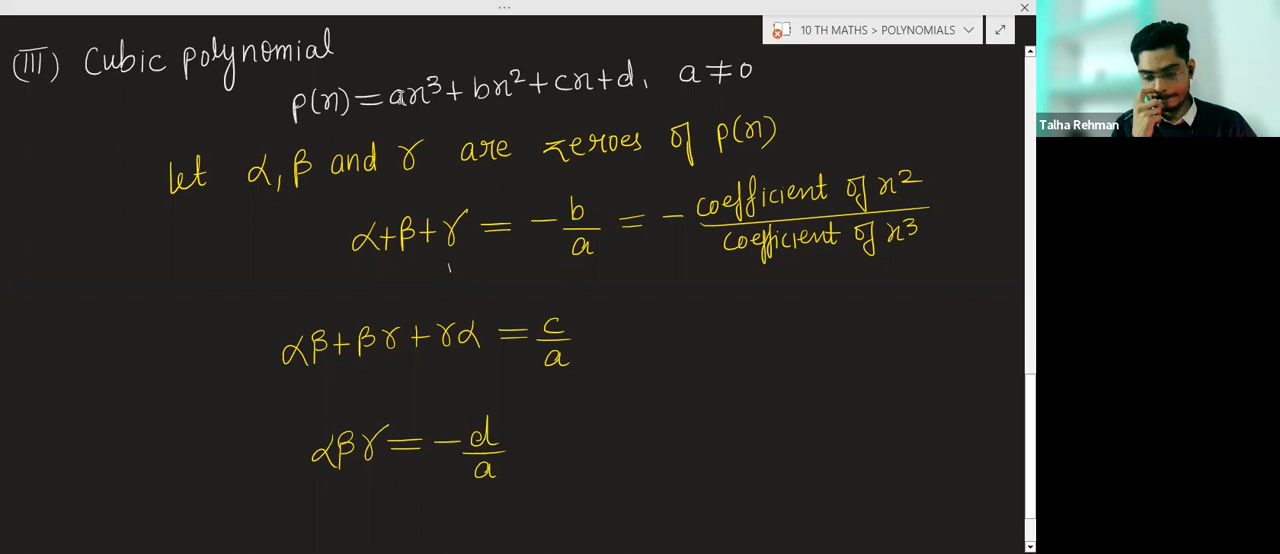 10 TH MATHS > POLYNOMIALS
Talha Rehman
(III) Cubic polynomial
p(x) = ax³ + bx² + cx + d, a ≠ 0
Let α, β and γ are zeroes of p(x)
α + β + γ = - b/a = - coefficient of x² / coefficient of x³
αβ + βγ + γα = c/a
αβγ = - d/a